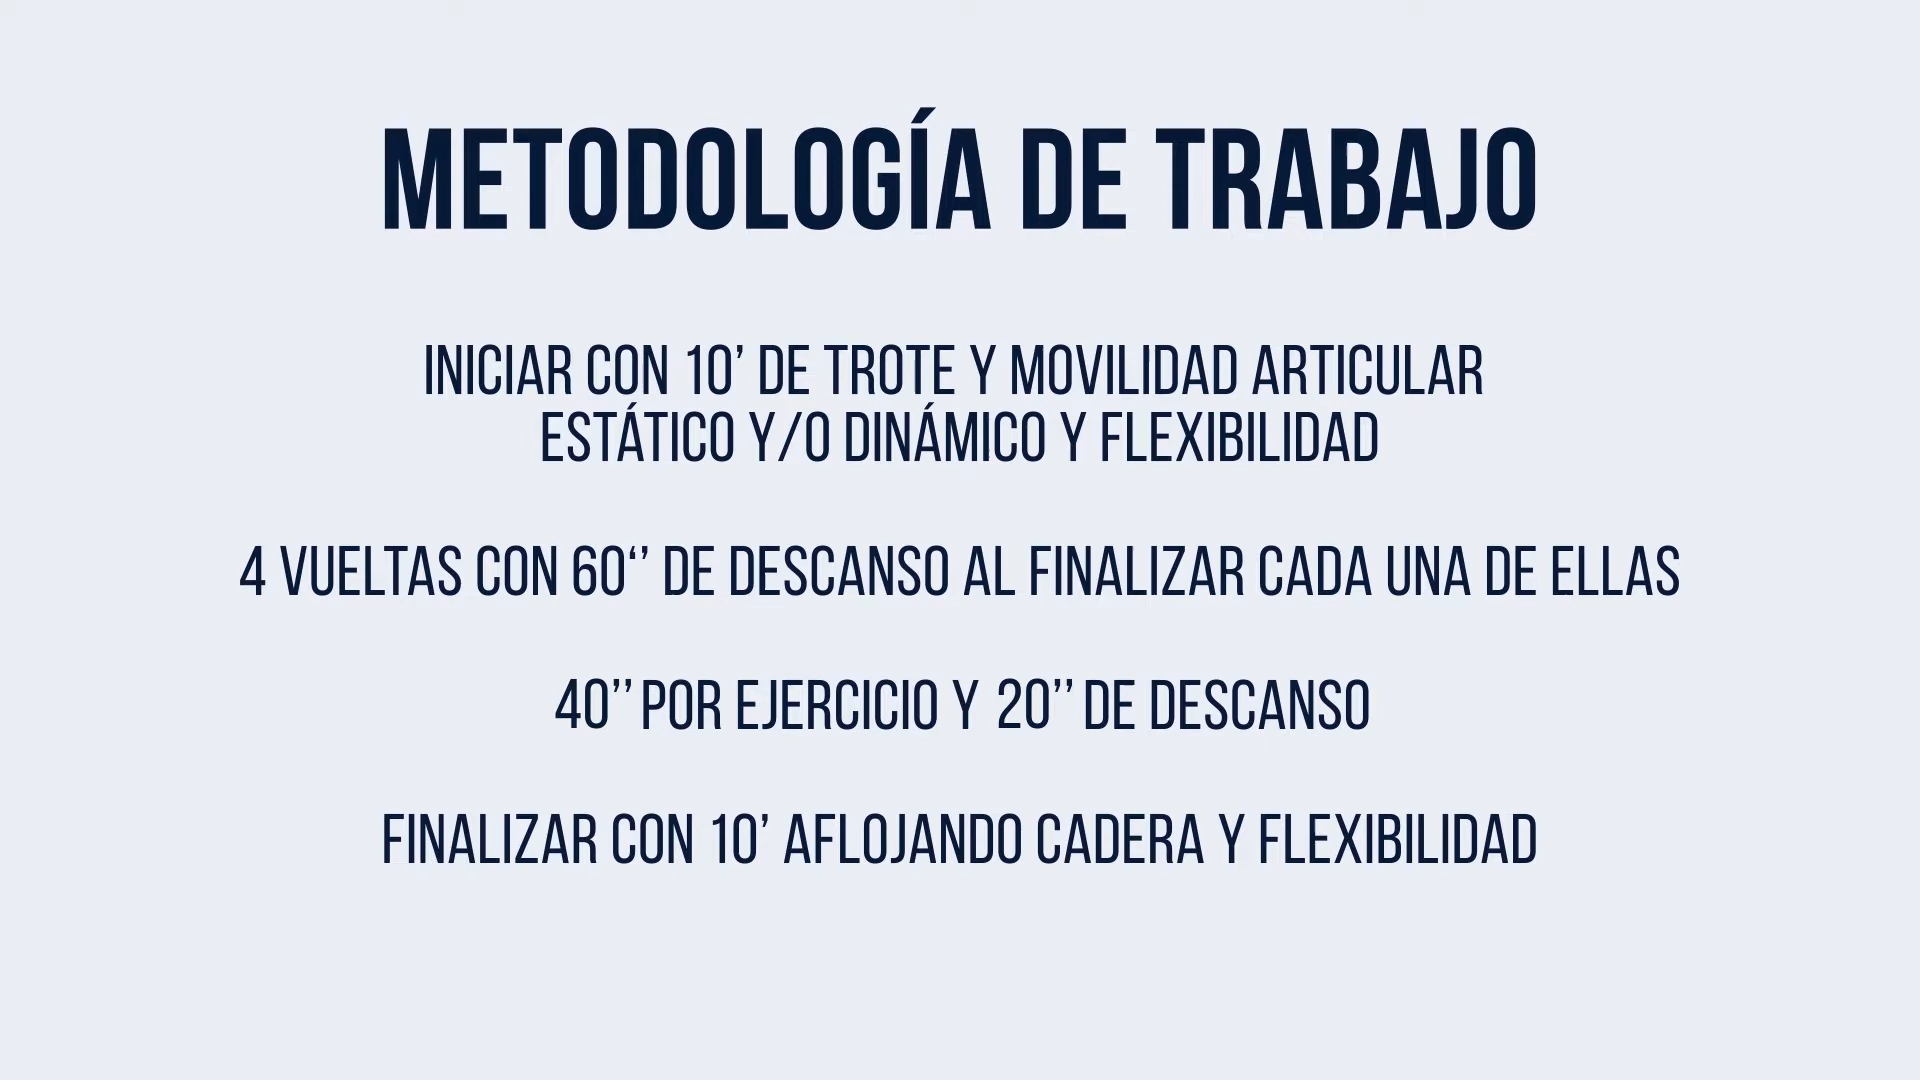 METODOLOGÍA DE TRABAJO
INICIAR CON 10’ DE TROTE Y MOVILIDAD ARTICULAR
ESTÁTICO Y/O DINÁMICO Y FLEXIBILIDAD
4 VUELTAS CON 60‘’ DE DESCANSO AL FINALIZAR CADA UNA DE ELLAS
40’’ POR EJERCICIO Y 20’’ DE DESCANSO
FINALIZAR CON 10’ AFLOJANDO CADERA Y FLEXIBILIDAD